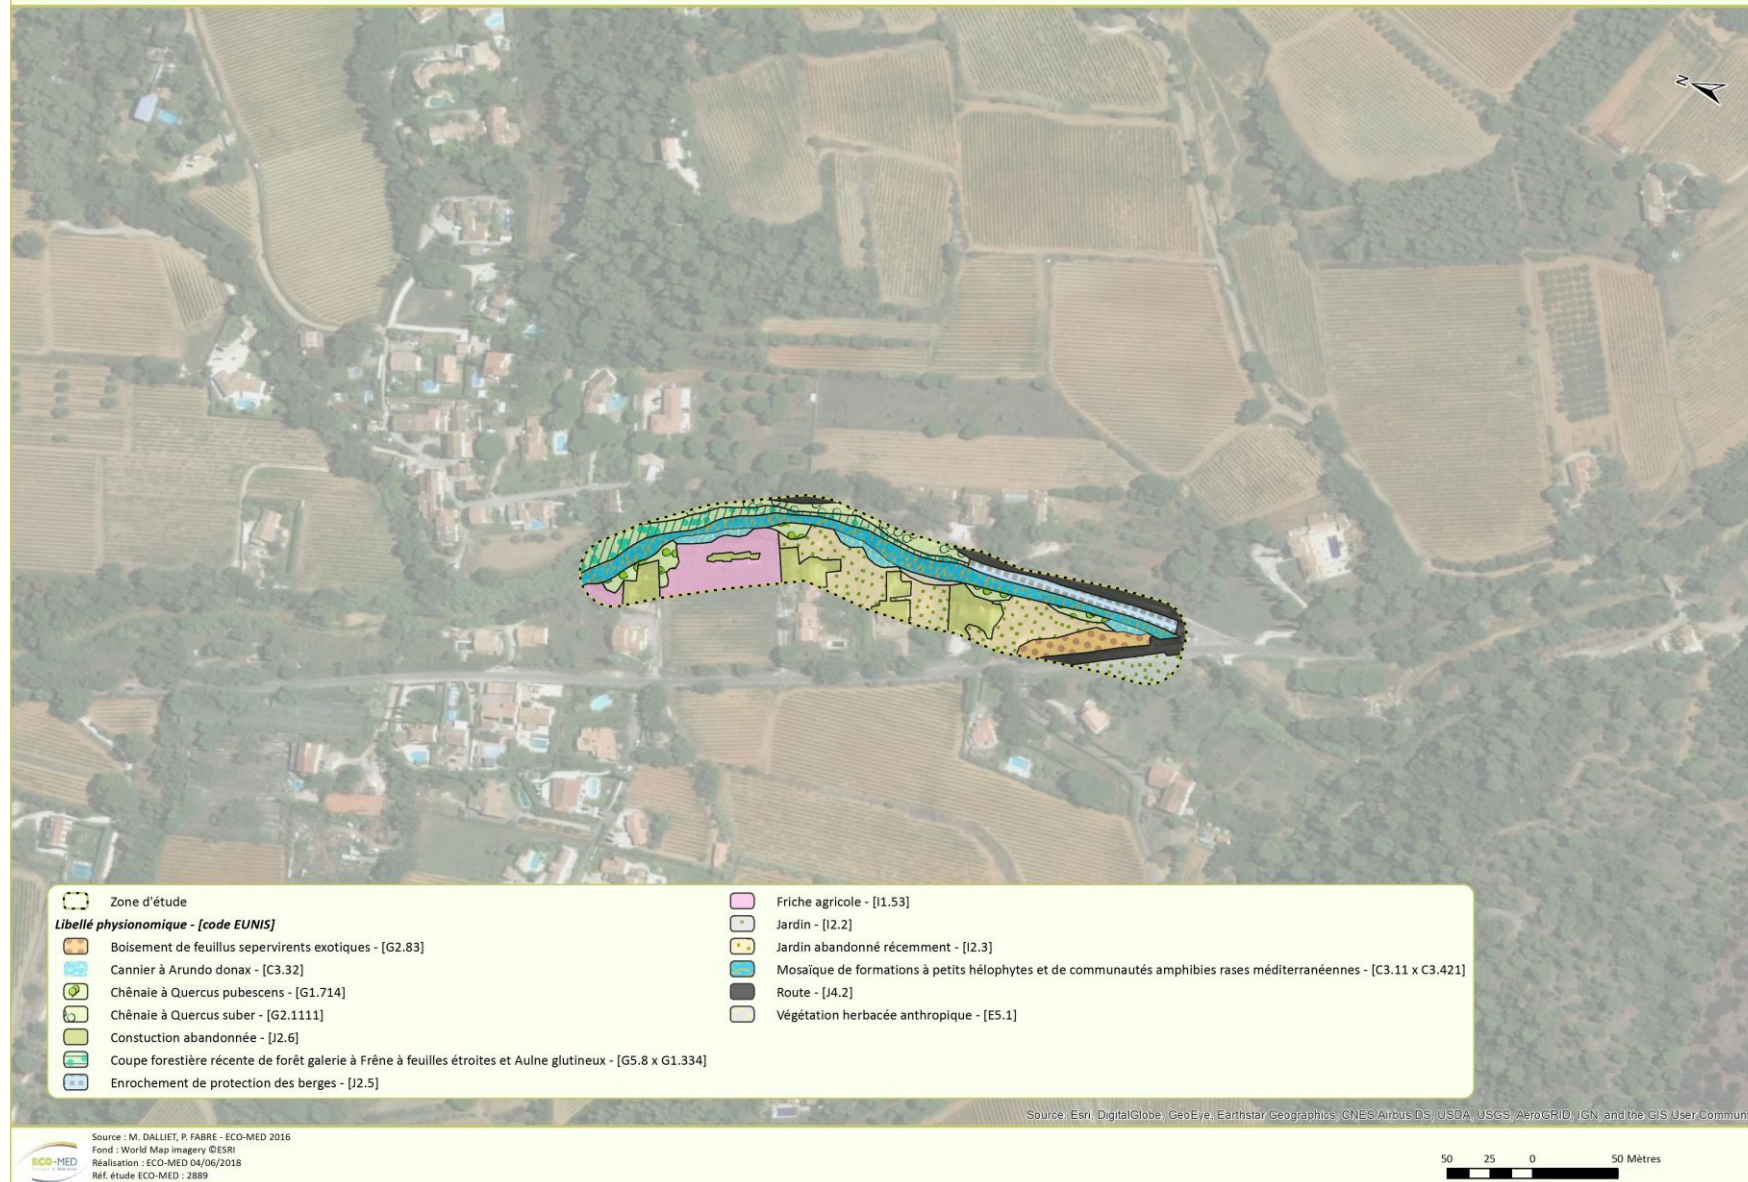 N
Zone d'étude
Libellé physionomique - [code EUNIS]
Boisement de feuillus sepervirents exotiques - [G2.83]
Cannier à Arundo donax - [C3.32]
Chênaie à Quercus pubescens - [G1.714]
Chênaie à Quercus suber - [G2.1111]
Constuction abandonnée - [J2.6]
Coupe forestière récente de forêt galerie à Frêne à feuilles étroites et Aulne glutineux - [G5.8 x G1.334]
Enrochement de protection des berges - [J2.5]
Friche agricole - [I1.53]
Jardin - [I2.2]
Jardin abandonné récemment - [I2.3]
Mosaïque de formations à petits hélophytes et de communautés amphibies rases méditerranéennes - [C3.11 x C3.421]
Route - [J4.2]
Végétation herbacée anthropique - [E5.1]
Source: Esri, DigitalGlobe, GeoEye, Earthstar Geographics, CNES/Airbus DS, USDA, USGS, AeroGRID, IGN, and the GIS User Commun
ECO-MED
Source : M. DALLIET, P. FABRE - ECO-MED 2016
Fond : World Map imagery ©ESRI
Réalisation : ECO-MED 04/06/2018
Réf. étude ECO-MED : 2889
50 25 0 50 Mètres